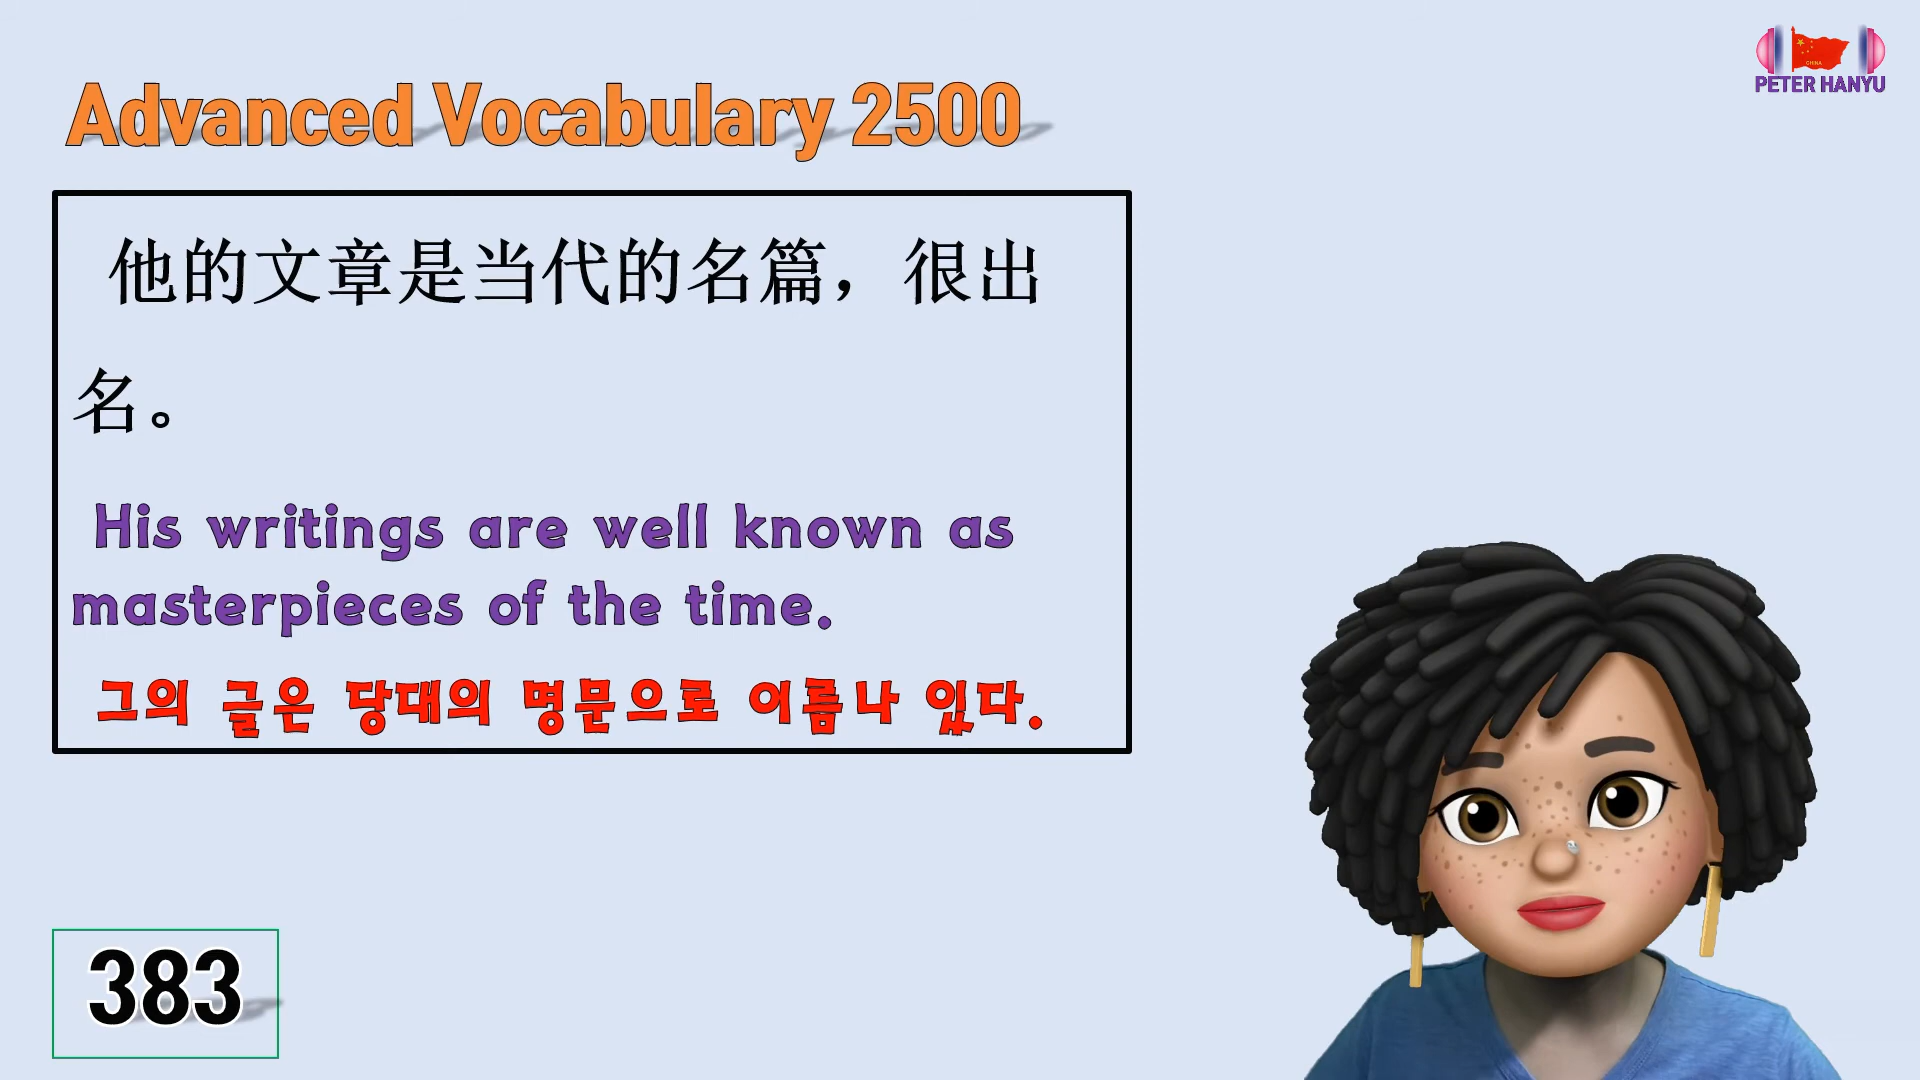 PETER HANYU
CHINA
Advanced Vocabulary 2500
他的文章是当代的名篇，很出
名。
His writings are well known as
masterpieces of the time.
그의 글은 당대의 명문으로 이름나 있다.
383